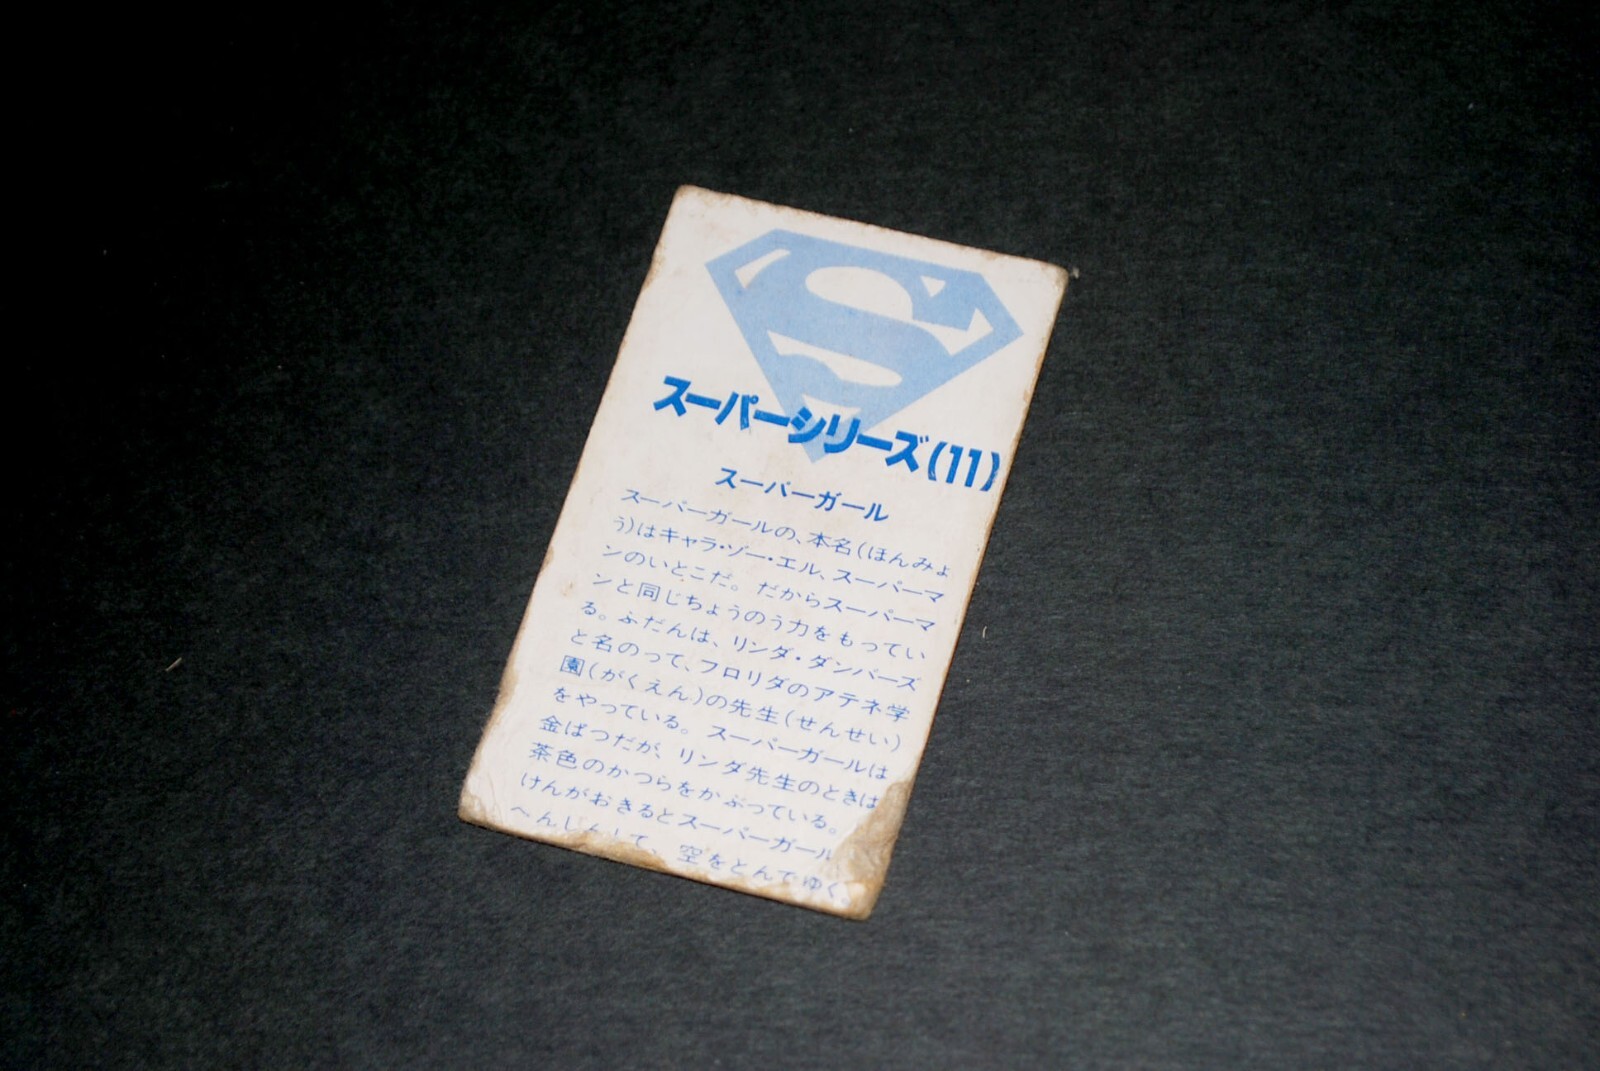 スーパーシリーズ(11)
スーパーガール
スーパーガールの、本名(ほんみょ
う)はキャラ・ゾー・エル、スーパーマ
ンのいとこだ。だからスーパーマ
ンと同じちょうのう力をもってい
る。ふだんは、リンダ・ダンバーズ
と名のって、フロリダのアテネ学
園(がくえん)の先生(せんせい)
をやっている。スーパーガールは
金ぱつだが、リンダ先生のときは
茶色のかつらをかぶっている。
けんがおきるとスーパーガール
へんしんして、空をとんでゆく。